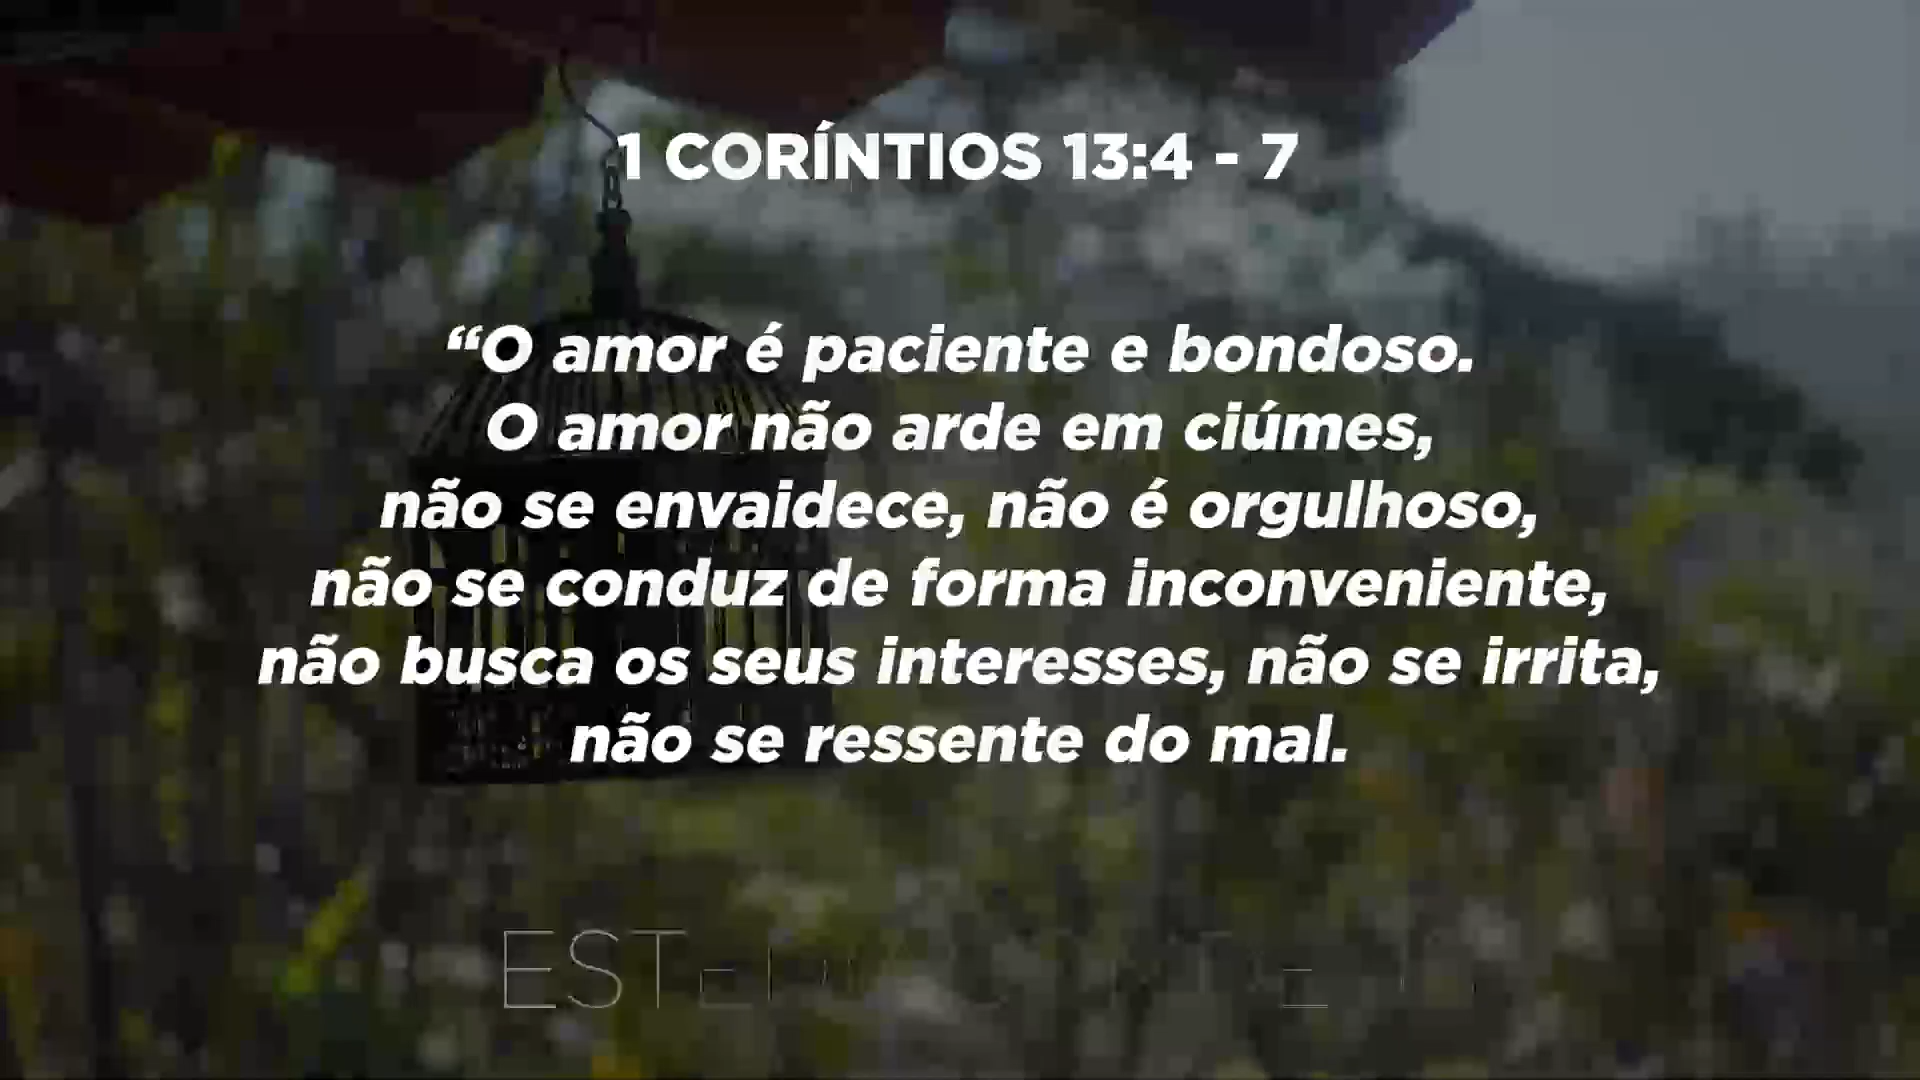 1 CORÍNTIOS 13:4 - 7
“O amor é paciente e bondoso.
O amor não arde em ciúmes,
não se envaidece, não é orgulhoso,
não se conduz de forma inconveniente,
não busca os seus interesses, não se irrita,
não se ressente do mal.